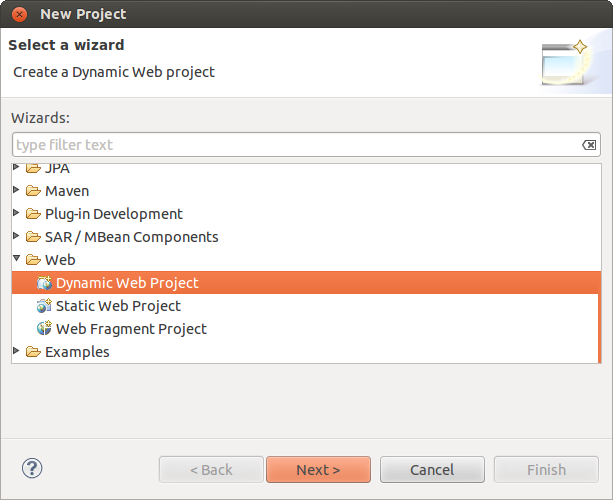 New Project
Select a wizard
Create a Dynamic Web project
Wizards:
type filter text
JPA
Maven
Plug-in Development
SAR / MBean Components
Web
Dynamic Web Project
Static Web Project
Web Fragment Project
Examples
? < Back Next > Cancel Finish